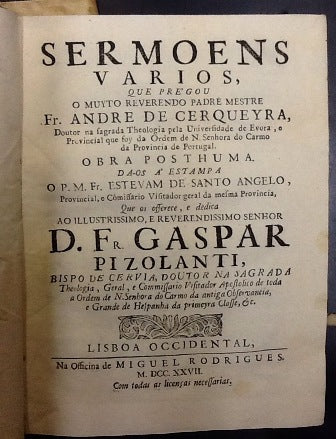 SERMOENS
VARIOS,
QUE PREGOU
O MUYTO REVERENDO PADRE MESTRE
Fr. ANDRE DE CERQUEYRA,
Doutor na sagrada Theologia pela Universidade de Evora, e
Provincial que foy da Ordem de N. Senhora do Carmo
da Provincia de Portugal.
OBRA POSTHUMA.
DA-OS A' ESTAMPA
O P. M. Fr. ESTEVAM DE SANTO ANGELO,
Provincial, e Cõmissario Visitador geral da mesma Provincia,
Que os offerece, e dedica
AO ILLUSTRISSIMO, E REVERENDISSIMO SENHOR
D. Fr. GASPAR
PIZOLANTI,
BISPO DE CERVIA, DOUTOR NA SAGRADA
Theologia, Geral, e Commissario Visitador Apostolico de toda
a Ordem de N. Senhora do Carmo da antiga Observancia,
e Grande de Hespanha da primeyra Classe, &c.
LISBOA OCCIDENTAL,
Na Officina de MIGUEL RODRIGUES.
M. DCC. XXVII.
Com todas as licenças necessarias.